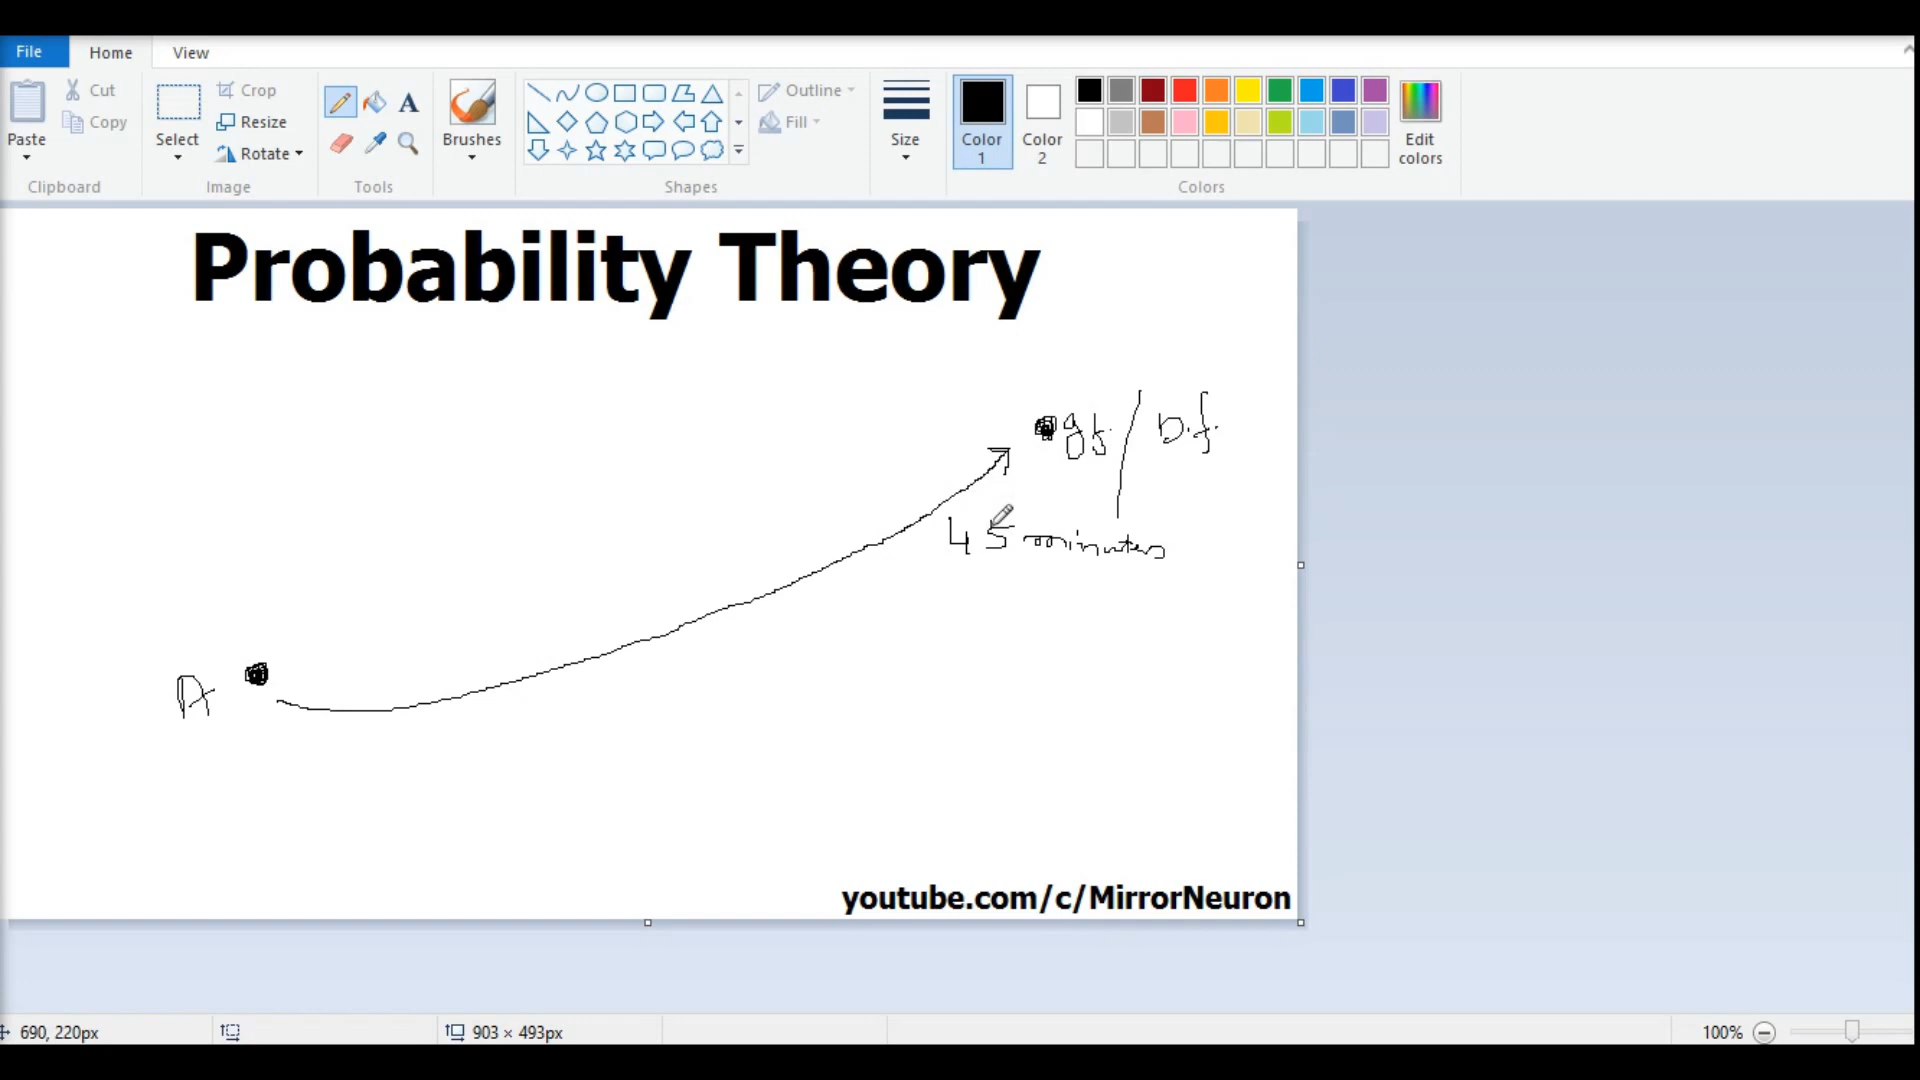 File Home View
Paste Cut Copy Clipboard
Select Crop Resize Rotate Image
Tools
Brushes
Outline Fill Shapes
Size
Color 1 Color 2 Edit colors Colors
Probability Theory
gf. / b.f.
45 minutes
A
youtube.com/c/MirrorNeuron
690, 220px 903 × 493px 100%